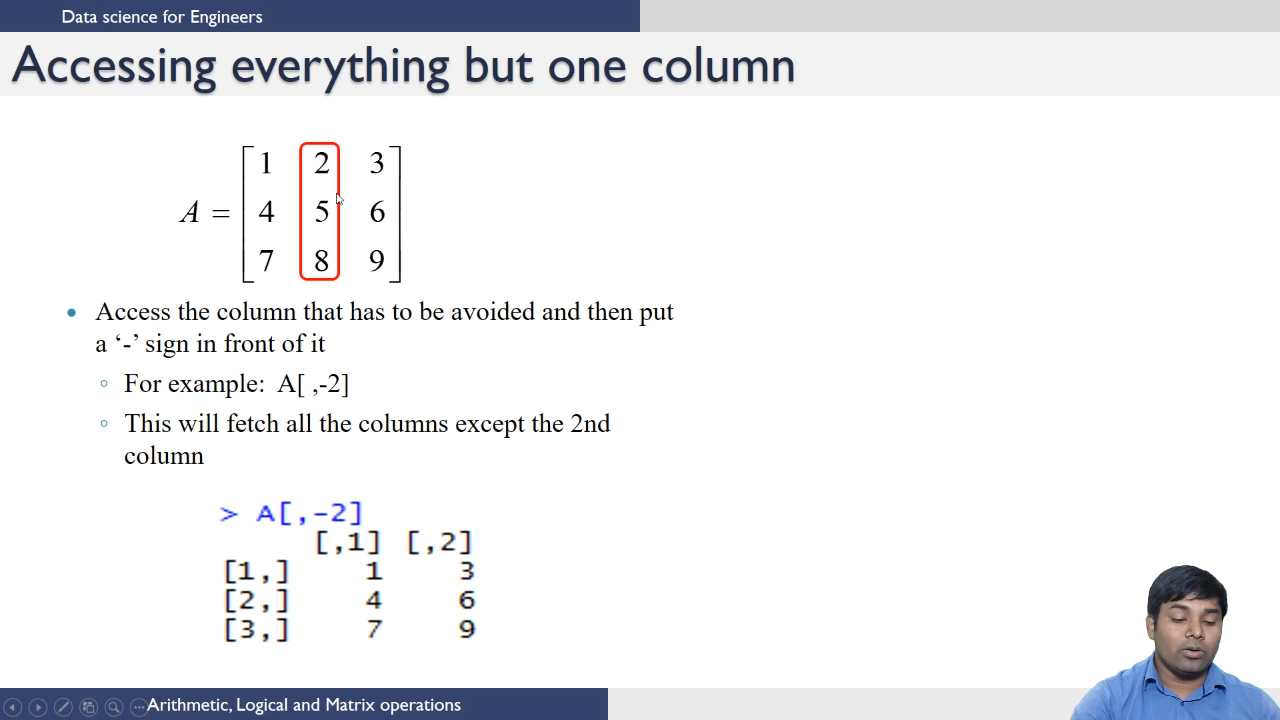 Data science for Engineers
Accessing everything but one column
1 2 3
A = 4 5 6
7 8 9
Access the column that has to be avoided and then put
a ‘-’ sign in front of it
For example: A[ ,-2]
This will fetch all the columns except the 2nd
column
> A[,-2]
[,1] [,2]
[1,] 1 3
[2,] 4 6
[3,] 7 9
Arithmetic, Logical and Matrix operations